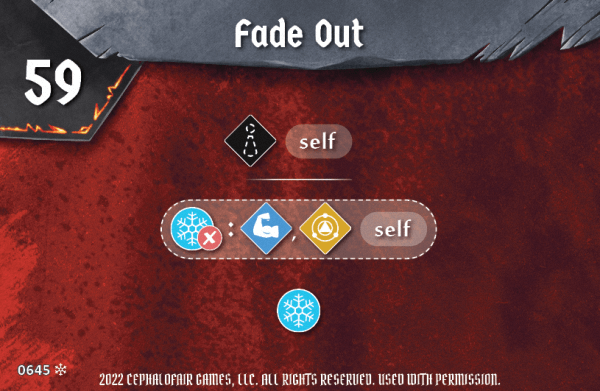 Fade Out
59
self
: , self
0645
2022 CEPHALOFAIR GAMES, LLC. ALL RIGHTS RESERVED. USED WITH PERMISSION.